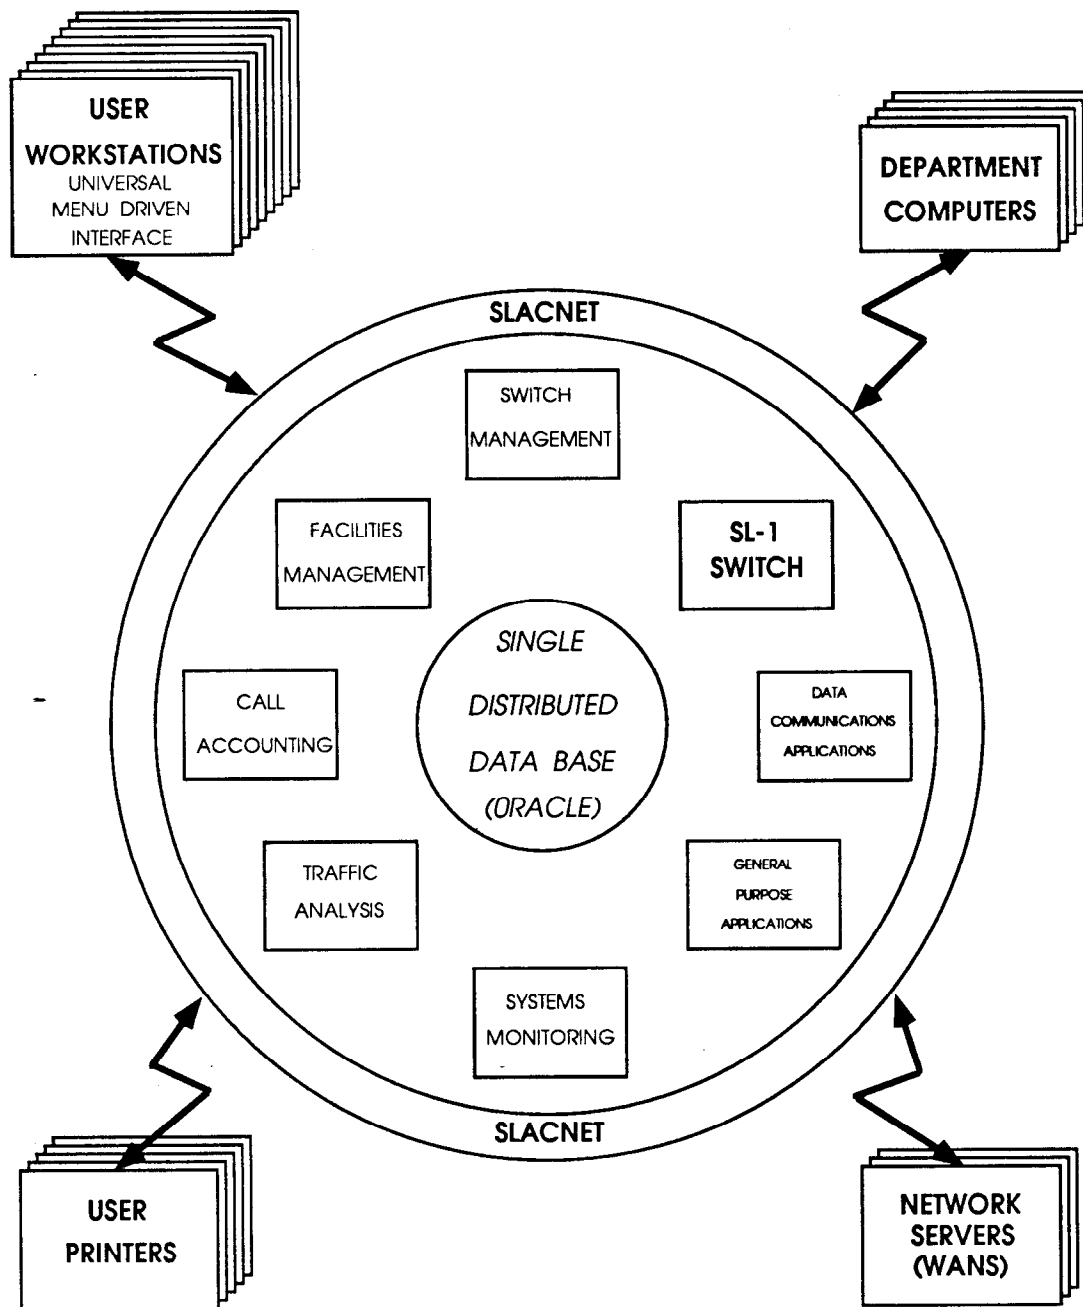 USER
WORKSTATIONS
UNIVERSAL
MENU DRIVEN
INTERFACE
DEPARTMENT
COMPUTERS
SLACNET
SWITCH
MANAGEMENT
FACILITIES
MANAGEMENT
SL-1
SWITCH
SINGLE
DISTRIBUTED
DATA BASE
(ORACLE)
CALL
ACCOUNTING
DATA
COMMUNICATIONS
APPLICATIONS
TRAFFIC
ANALYSIS
GENERAL
PURPOSE
APPLICATIONS
SYSTEMS
MONITORING
SLACNET
USER
PRINTERS
NETWORK
SERVERS
(WANS)